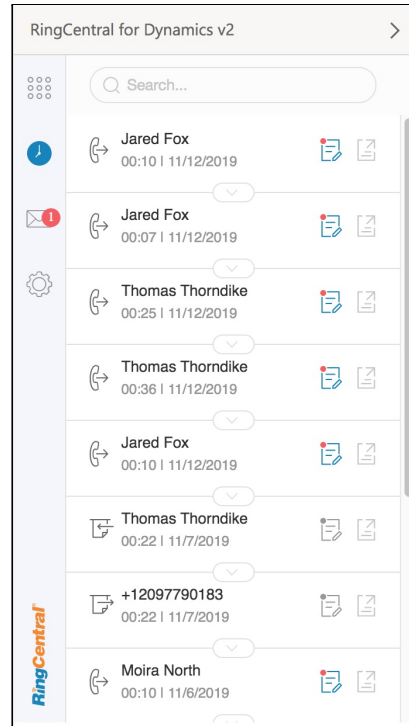 RingCentral for Dynamics v2
Search...
Jared Fox
00:10 | 11/12/2019
Jared Fox
00:07 | 11/12/2019
1
Thomas Thorndike
00:25 | 11/12/2019
Thomas Thorndike
00:36 | 11/12/2019
Jared Fox
00:10 | 11/12/2019
Thomas Thorndike
00:22 | 11/7/2019
+12097790183
00:22 | 11/7/2019
Moira North
00:10 | 11/6/2019
RingCentral